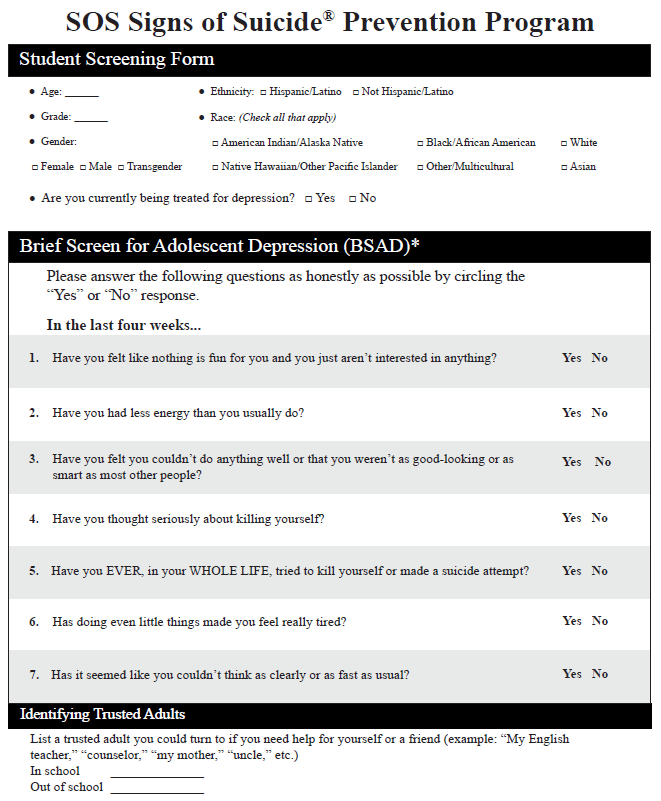 SOS Signs of Suicide® Prevention Program
Student Screening Form
● Age: ______ ● Ethnicity: □ Hispanic/Latino □ Not Hispanic/Latino
● Grade: ______ ● Race: (Check all that apply)
● Gender: □ American Indian/Alaska Native □ Black/African American □ White
□ Female □ Male □ Transgender □ Native Hawaiian/Other Pacific Islander □ Other/Multicultural □ Asian
● Are you currently being treated for depression? □ Yes □ No
Brief Screen for Adolescent Depression (BSAD)*
Please answer the following questions as honestly as possible by circling the
“Yes” or “No” response.
In the last four weeks...
1. Have you felt like nothing is fun for you and you just aren’t interested in anything? Yes No
2. Have you had less energy than you usually do? Yes No
3. Have you felt you couldn’t do anything well or that you weren’t as good-looking or as
smart as most other people? Yes No
4. Have you thought seriously about killing yourself? Yes No
5. Have you EVER, in your WHOLE LIFE, tried to kill yourself or made a suicide attempt? Yes No
6. Has doing even little things made you feel really tired? Yes No
7. Has it seemed like you couldn’t think as clearly or as fast as usual? Yes No
Identifying Trusted Adults
List a trusted adult you could turn to if you need help for yourself or a friend (example: “My English
teacher,” “counselor,” “my mother,” “uncle,” etc.)
In school ______________
Out of school ______________